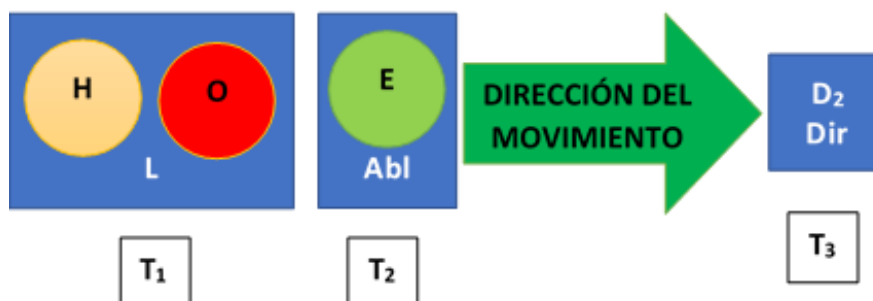 H O E
L Abl
DIRECCIÓN DEL
MOVIMIENTO
D₂
Dir
T₁ T₂ T₃